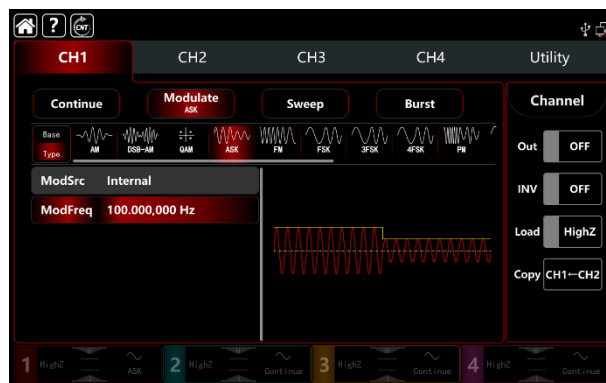 ? CNT
CH1 CH2 CH3 CH4 Utility
Continue Modulate Sweep Burst Channel
ASK
Base
Type AM DSB-AM QAM ASK FM FSK 3FSK 4FSK PM
Out OFF
ModSrc Internal
INV OFF
ModFreq 100.000,000 Hz
Load HighZ
Copy CH1←CH2
1 HighZ ASK 2 HighZ Continue 3 HighZ Continue 4 HighZ Continue